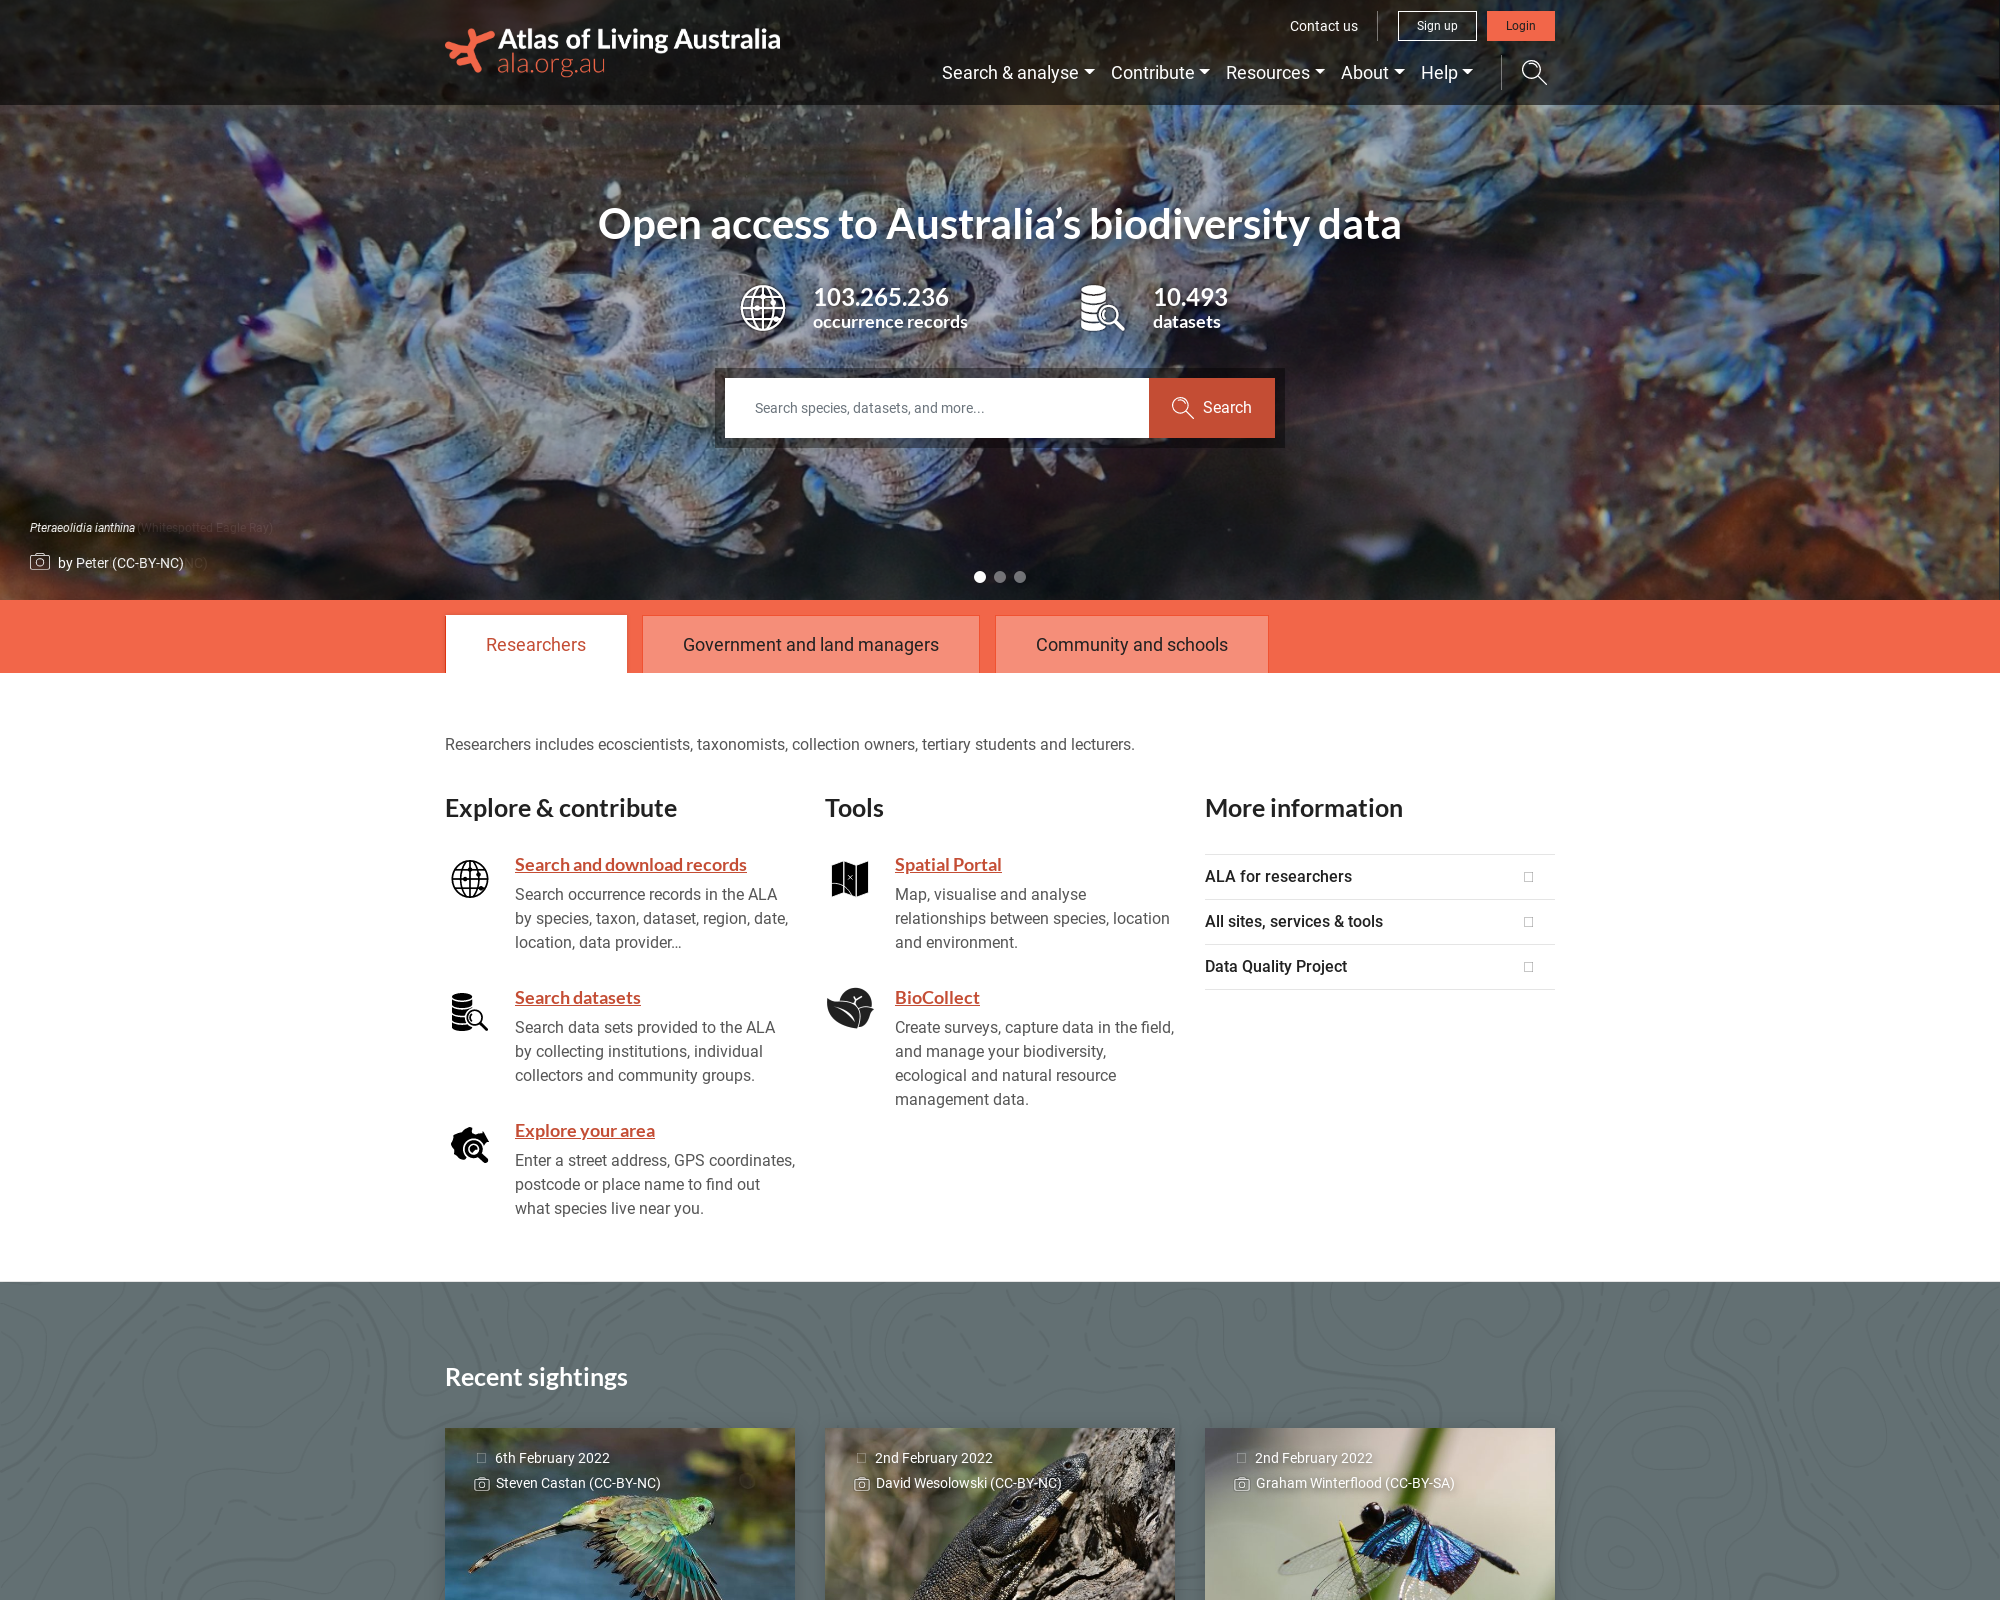 Atlas of Living Australia
ala.org.au
Contact us
Sign up
Login
Search & analyse
Contribute
Resources
About
Help
Open access to Australia’s biodiversity data
103.265.236
occurrence records
10.493
datasets
Search species, datasets, and more...
Search
Pteraeolidia ianthina (Whitespotted Eagle Ray)
by Peter (CC-BY-NC)
Researchers
Government and land managers
Community and schools
Researchers includes ecoscientists, taxonomists, collection owners, tertiary students and lecturers.
Explore & contribute
Search and download records
Search occurrence records in the ALA
by species, taxon, dataset, region, date,
location, data provider…
Search datasets
Search data sets provided to the ALA
by collecting institutions, individual
collectors and community groups.
Explore your area
Enter a street address, GPS coordinates,
postcode or place name to find out
what species live near you.
Tools
Spatial Portal
Map, visualise and analyse
relationships between species, location
and environment.
BioCollect
Create surveys, capture data in the field,
and manage your biodiversity,
ecological and natural resource
management data.
More information
ALA for researchers
All sites, services & tools
Data Quality Project
Recent sightings
6th February 2022
Steven Castan (CC-BY-NC)
2nd February 2022
David Wesolowski (CC-BY-NC)
2nd February 2022
Graham Winterflood (CC-BY-SA)